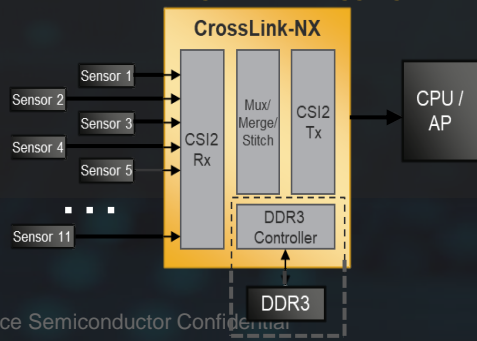 CrossLink-NX
Sensor 1
Sensor 2
Sensor 3
Sensor 4
Sensor 5
. . .
Sensor 11
CSI2
Rx
Mux/
Merge/
Stitch
CSI2
Tx
CPU /
AP
DDR3
Controller
DDR3
ce Semiconductor Confidential